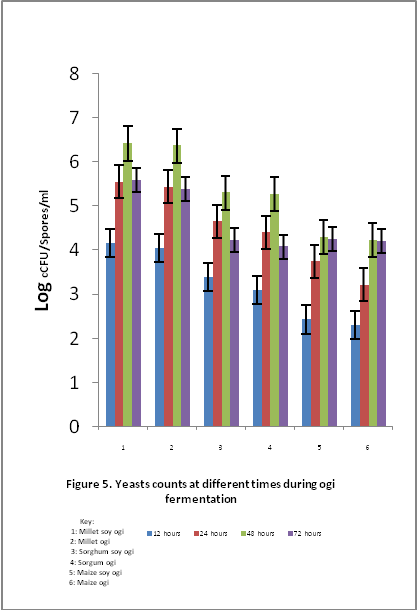 8
7
6
5
4
3
2
1
0
Log cCFU/Spores/ml
1 2 3 4 5 6
Figure 5. Yeasts counts at different times during ogi
fermentation
Key:
1: Millet soy ogi
2: Millet ogi
3: Sorghum soy ogi
4: Sorgum ogi
5: Maize soy ogi
6: Maize ogi
12 hours 24 hours 48 hours 72 hours